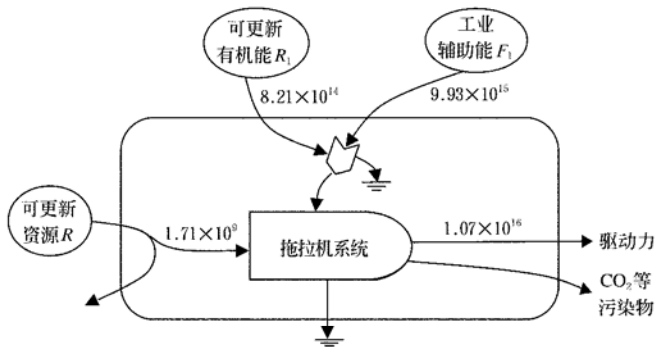 可更新
有机能R₁
工业
辅助能F₁
8.21×10¹⁴
9.93×10¹⁵
可更新
资源R
1.71×10⁹
拖拉机系统
1.07×10¹⁶
驱动力
CO₂等
污染物